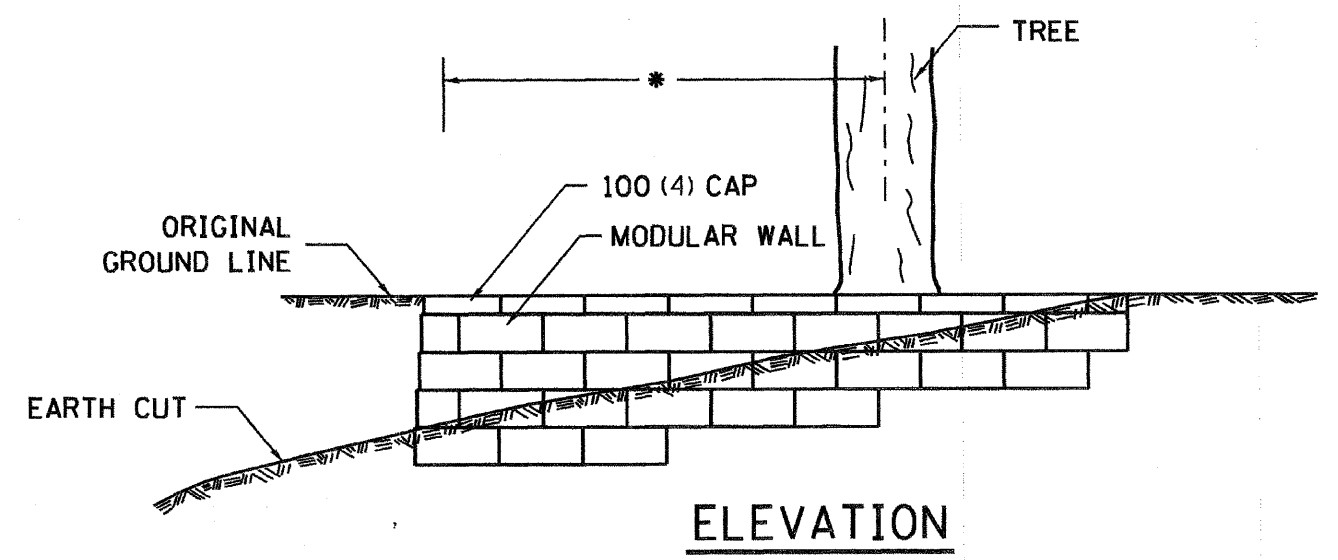 TREE
*
100 (4) CAP
ORIGINAL
GROUND LINE
MODULAR WALL
EARTH CUT
ELEVATION